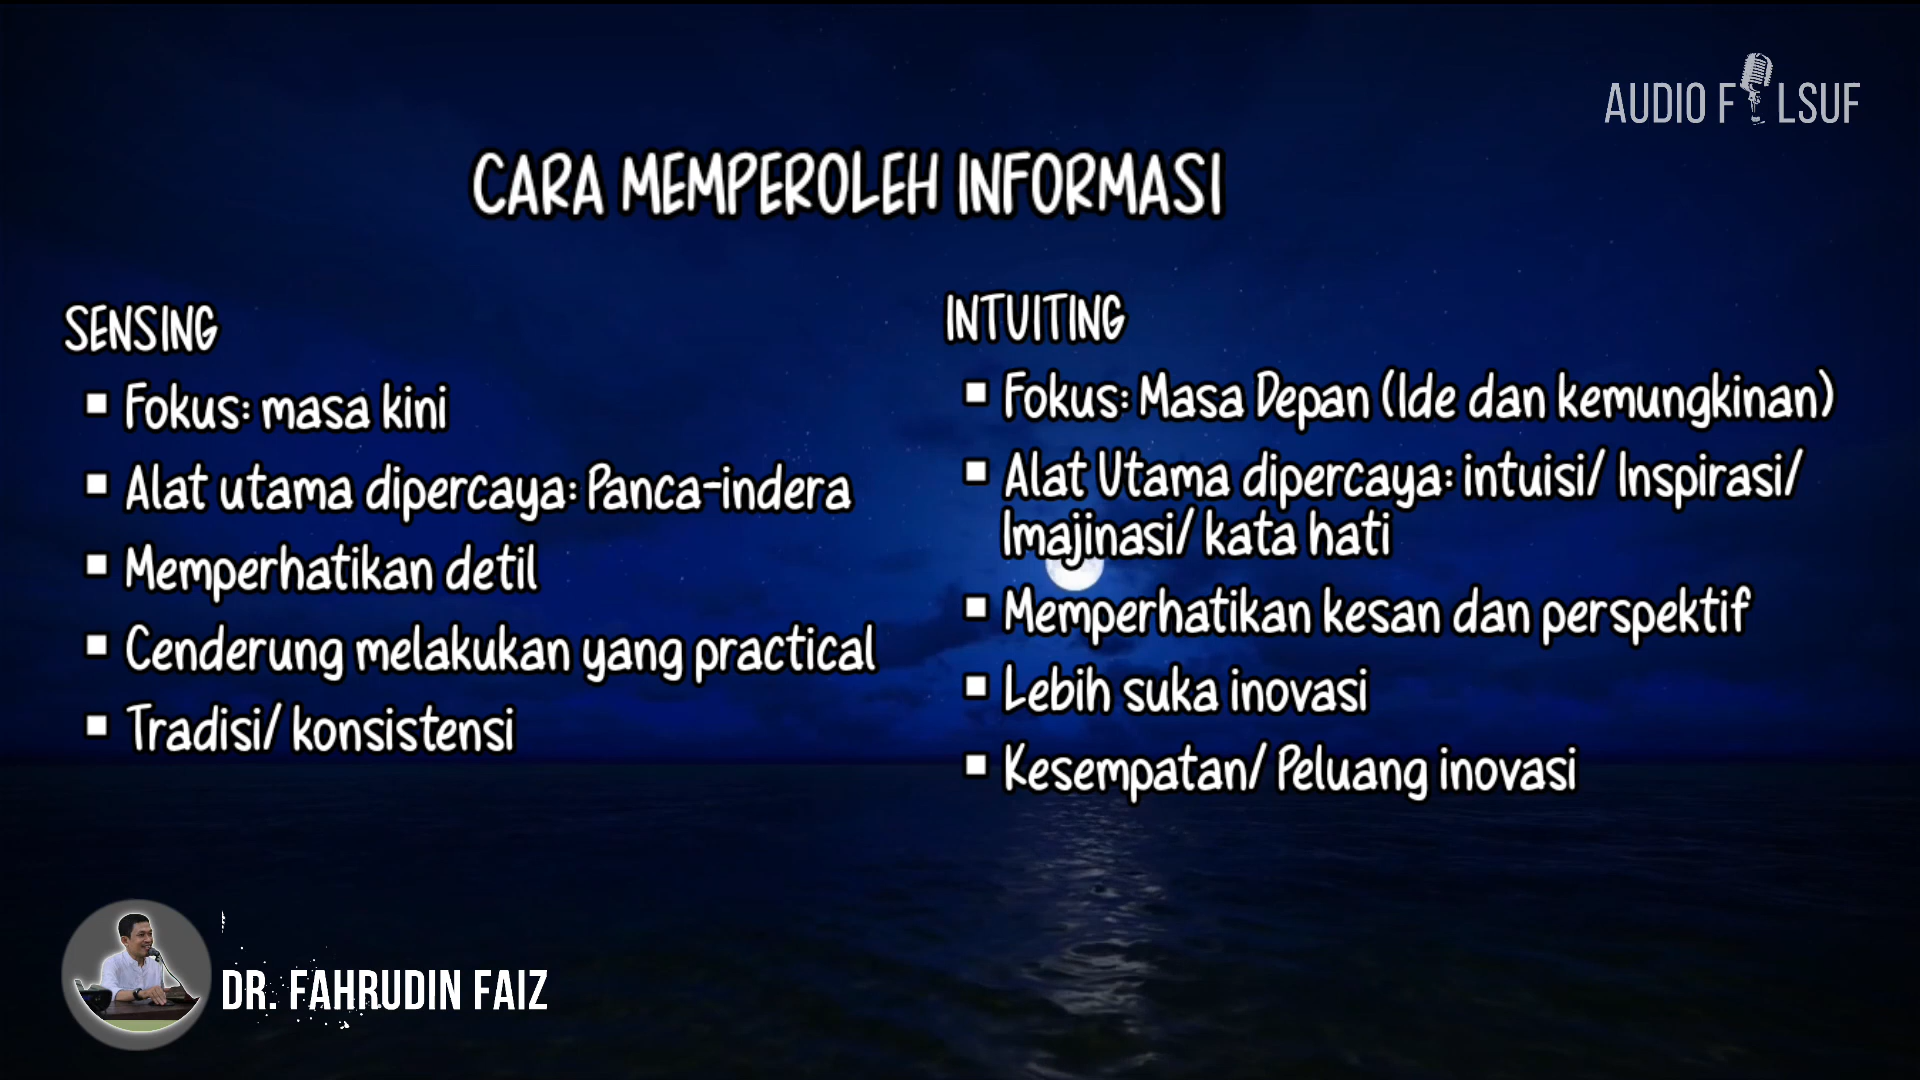 AUDIO FILSUF
CARA MEMPEROLEH INFORMASI
SENSING
▪ Fokus: masa kini
▪ Alat utama dipercaya: Panca-indera
▪ Memperhatikan detil
▪ Cenderung melakukan yang practical
▪ Tradisi/ konsistensi
INTUITING
▪ Fokus: Masa Depan (Ide dan kemungkinan)
▪ Alat Utama dipercaya: intuisi/ Inspirasi/
Imajinasi/ kata hati
▪ Memperhatikan kesan dan perspektif
▪ Lebih suka inovasi
▪ Kesempatan/ Peluang inovasi
DR. FAHRUDIN FAIZ